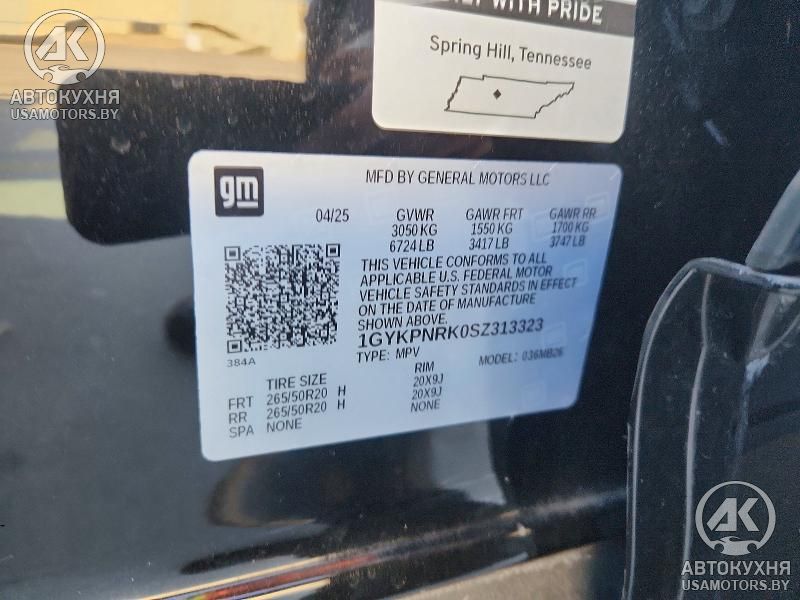 WITH PRIDE
Spring Hill, Tennessee
AK
АВТОКУХНЯ
USAMOTORS.BY
gm
MFD BY GENERAL MOTORS LLC
04/25 GVWR GAWR FRT GAWR RR
3050 KG 1550 KG 1700 KG
6724 LB 3417 LB 3747 LB
THIS VEHICLE CONFORMS TO ALL
APPLICABLE U.S. FEDERAL MOTOR
VEHICLE SAFETY STANDARDS IN EFFECT
ON THE DATE OF MANUFACTURE
SHOWN ABOVE.
1GYKPNRK0SZ313323
384A
TYPE: MPV MODEL: 036MB26
TIRE SIZE RIM
FRT 265/50R20 H 20X9J
RR 265/50R20 H 20X9J
SPA NONE NONE
AK
АВТОКУХНЯ
USAMOTORS.BY